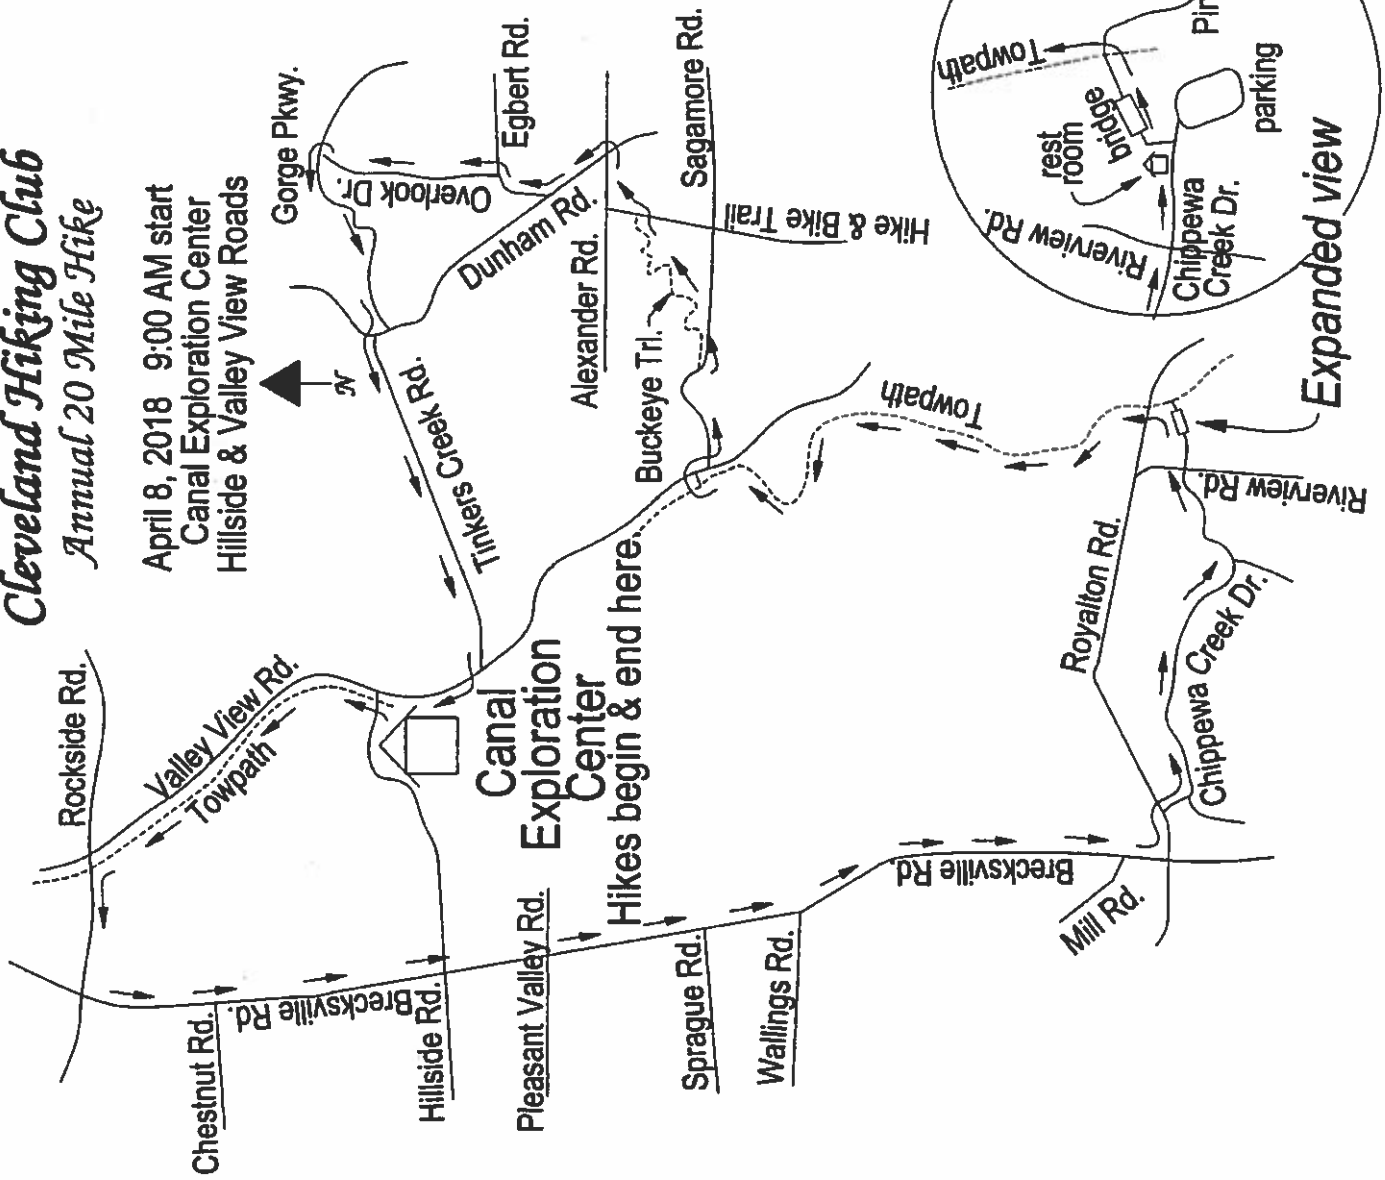 Cleveland Hiking Club
Annual 20 Mile Hike
April 8, 2018 9:00 AM start
Canal Exploration Center
Hillside & Valley View Roads
N
Rockside Rd.
Valley View Rd.
Towpath
Gorge Pkwy.
Overlook Dr.
Egbert Rd.
Dunham Rd.
Alexander Rd.
Sagamore Rd.
Hike & Bike Trail
Buckeye Trl.
Tinkers Creek Rd.
Canal
Exploration
Center
Hikes begin & end here.
Chestnut Rd.
Brecksville Rd.
Hillside Rd.
Pleasant Valley Rd.
Sprague Rd.
Wallings Rd.
Brecksville Rd.
Mill Rd.
Royalton Rd.
Chippewa Creek Dr.
Riverview Rd.
Towpath
Towpath
bridge
rest
room
Riverview Rd.
Chippewa
Creek Dr.
parking
Expanded view